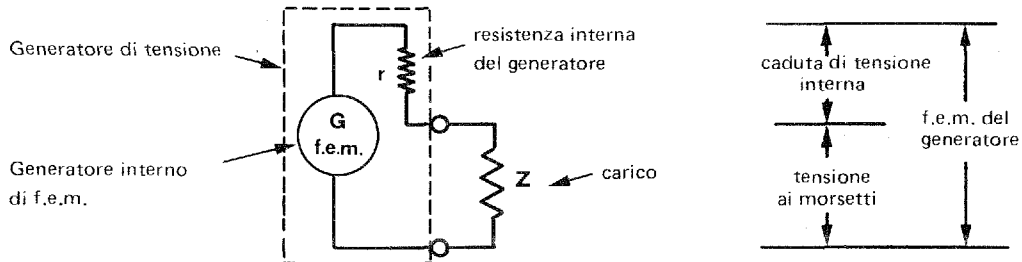 Generatore di tensione
Generatore interno
di f.e.m.
G
f.e.m.
r
resistenza interna
del generatore
Z
carico
caduta di tensione
interna
f.e.m. del
generatore
tensione
ai morsetti